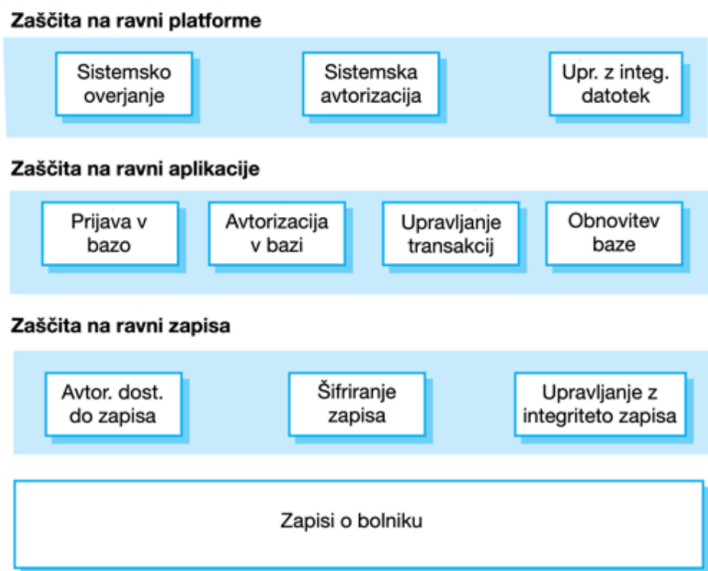 Zaščita na ravni platforme
Sistemsko
overjanje
Sistemska
avtorizacija
Upr. z integ.
datotek
Zaščita na ravni aplikacije
Prijava v
bazo
Avtorizacija
v bazi
Upravljanje
transakcij
Obnovitev
baze
Zaščita na ravni zapisa
Avtor. dost.
do zapisa
Šifriranje
zapisa
Upravljanje z
integriteto zapisa
Zapisi o bolniku